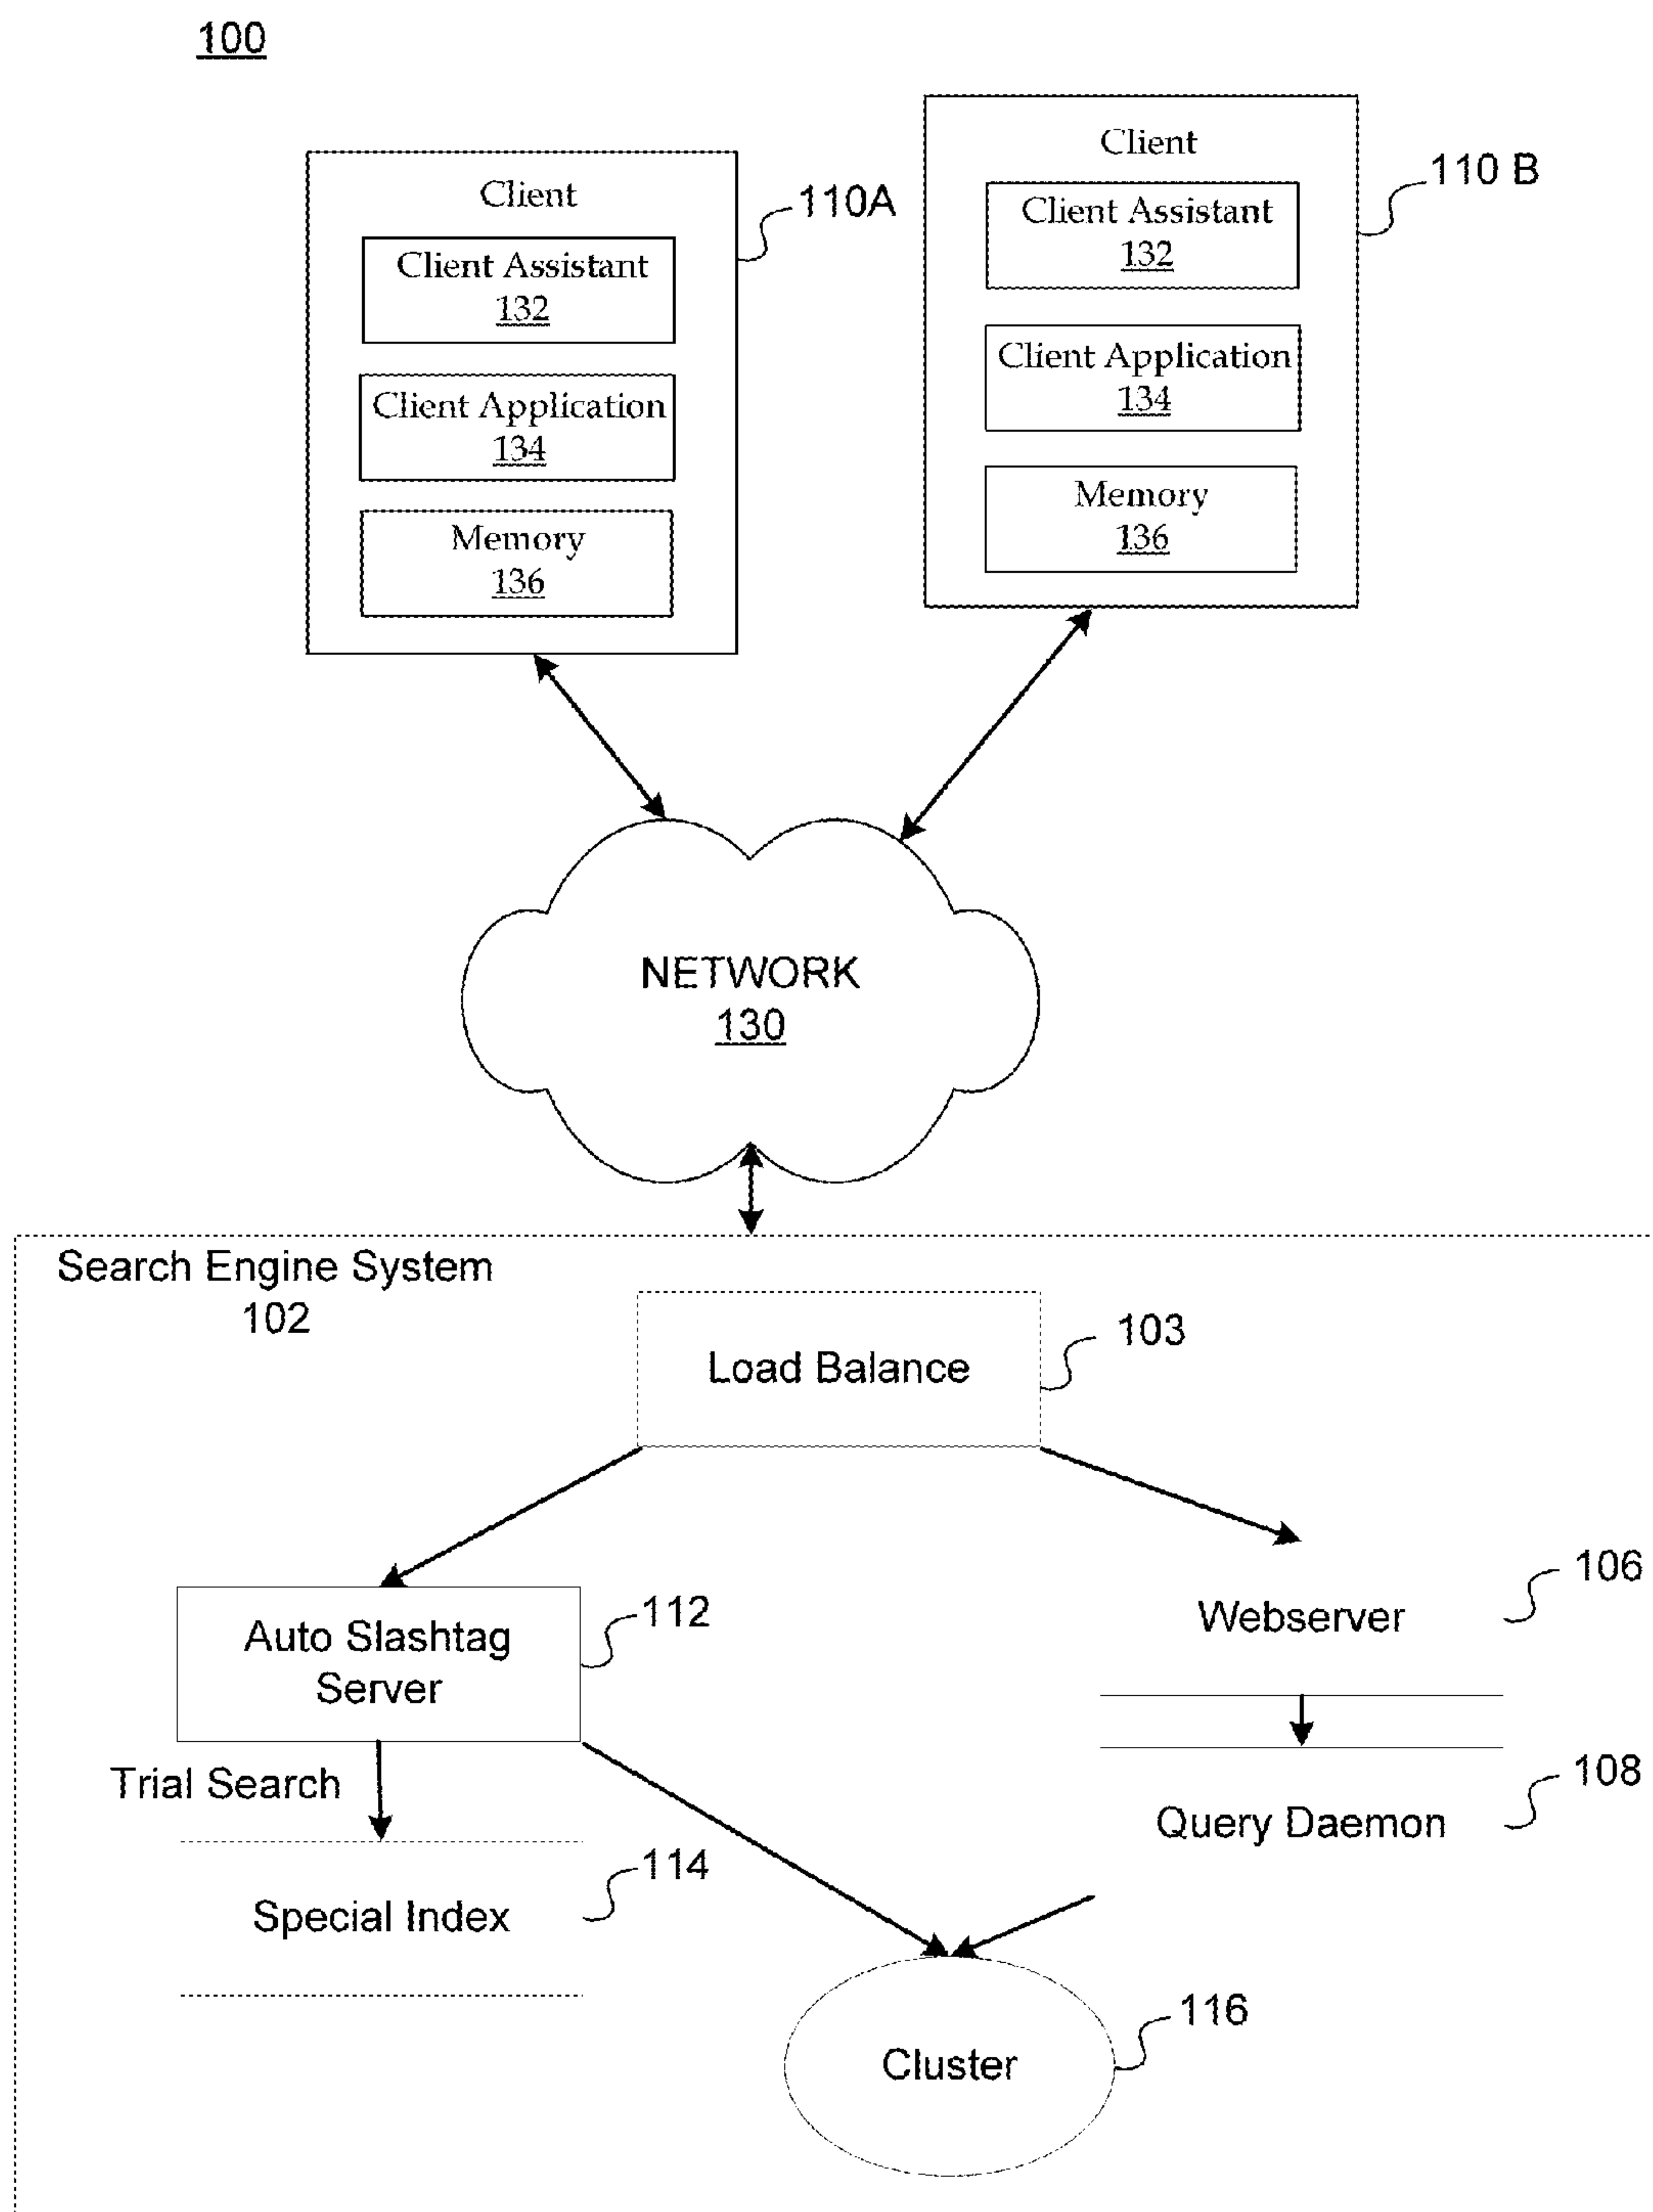 100
Client
Client Assistant
132
Client Application
134
Memory
136
110A
Client
Client Assistant
132
Client Application
134
Memory
136
110 B
NETWORK
130
Search Engine System
102
Load Balance
103
Auto Slashtag
Server
112
Webserver
106
Trial Search
Query Daemon
108
Special Index
114
Cluster
116